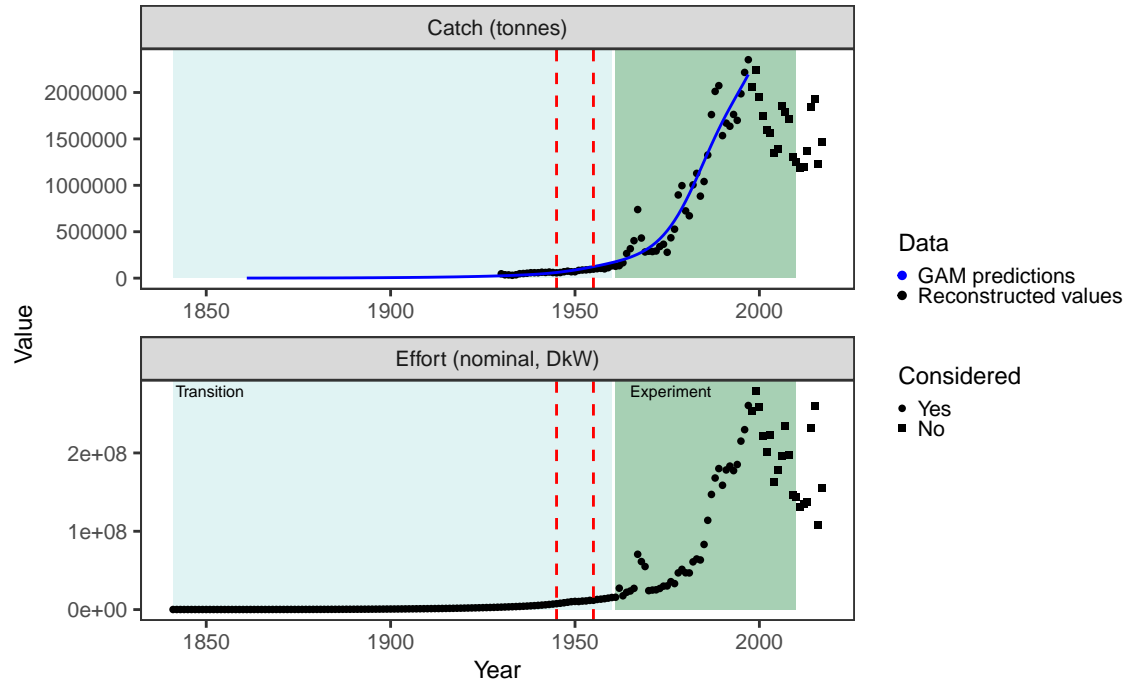 Catch (tonnes)
2000000
1500000
1000000
500000
0
1850
1900
1950
2000
Value
Effort (nominal, DkW)
Transition
Experiment
2e+08
1e+08
0e+00
1850
1900
1950
2000
Year
Data
GAM predictions
Reconstructed values
Considered
Yes
No